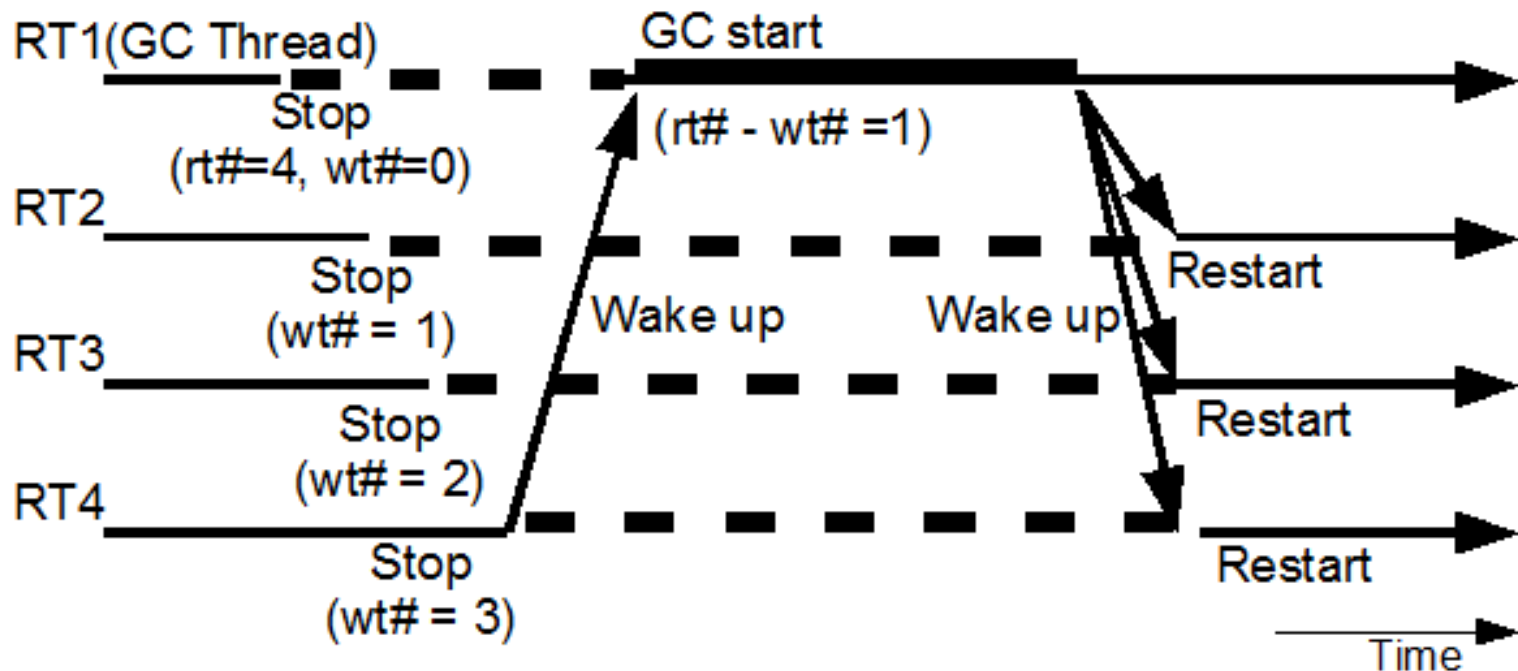 RT1(GC Thread)
GC start
Stop
(rt#=4, wt#=0)
(rt# - wt# =1)
RT2
Stop
(wt# = 1)
Restart
Wake up
Wake up
RT3
Stop
(wt# = 2)
Restart
RT4
Stop
(wt# = 3)
Restart
Time